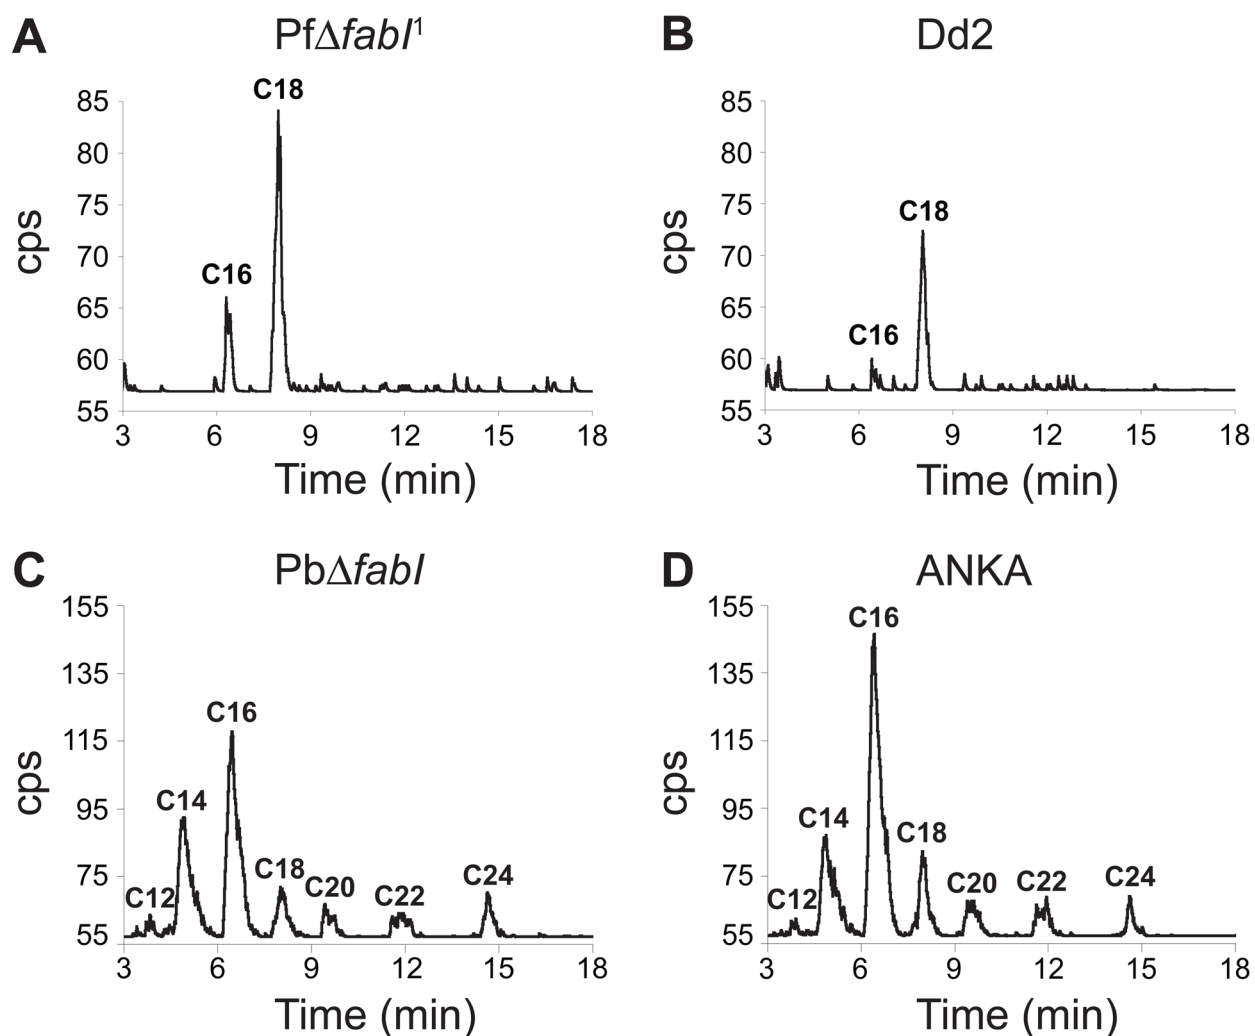 A PfΔfabI¹
C18
C16
85
80
75
70
65
60
55
cps
3 6 9 12 15 18
Time (min)
B Dd2
C18
C16
85
80
75
70
65
60
55
cps
3 6 9 12 15 18
Time (min)
C PbΔfabI
C12
C14
C16
C18
C20
C22
C24
155
135
115
95
75
55
cps
3 6 9 12 15 18
Time (min)
D ANKA
C12
C14
C16
C18
C20
C22
C24
155
135
115
95
75
55
cps
3 6 9 12 15 18
Time (min)